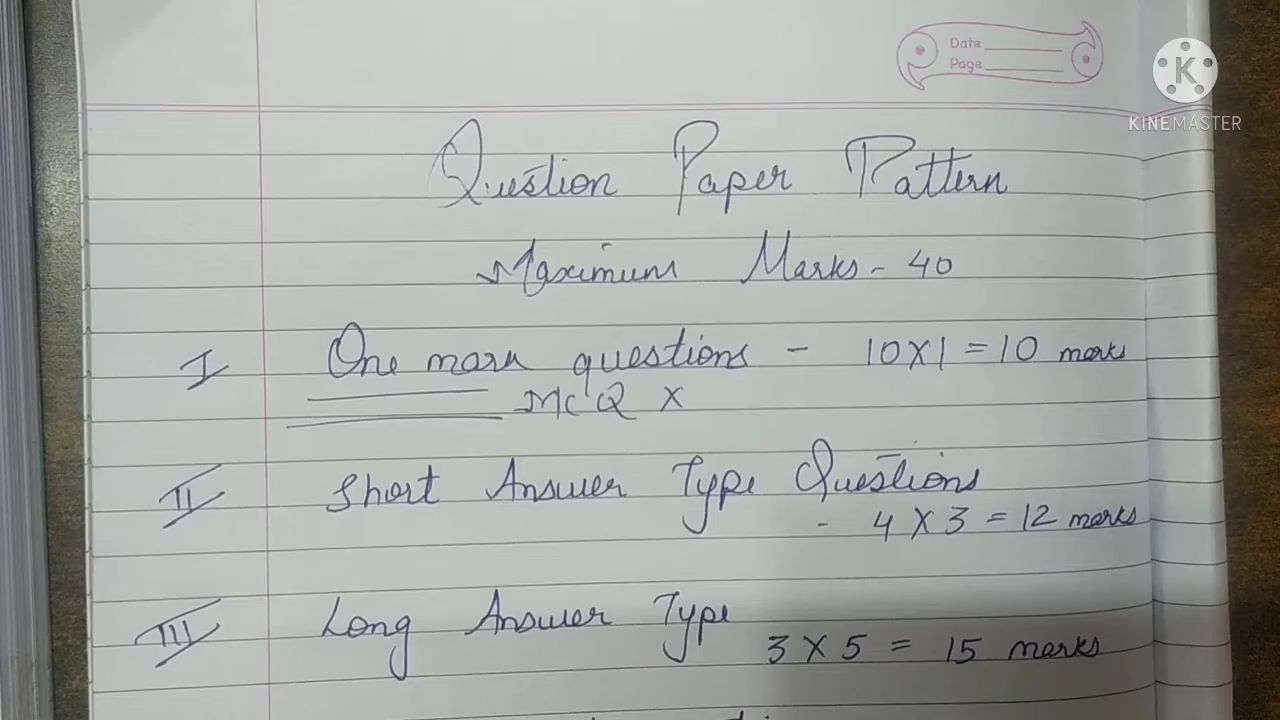 Date
Page
KINEMASTER
Question Paper Pattern
Maximum Marks - 40
I One mark questions - 10 X 1 = 10 marks
MCQ X
II Short Answer Type Questions
- 4 X 3 = 12 marks
III Long Answer Type
3 X 5 = 15 marks